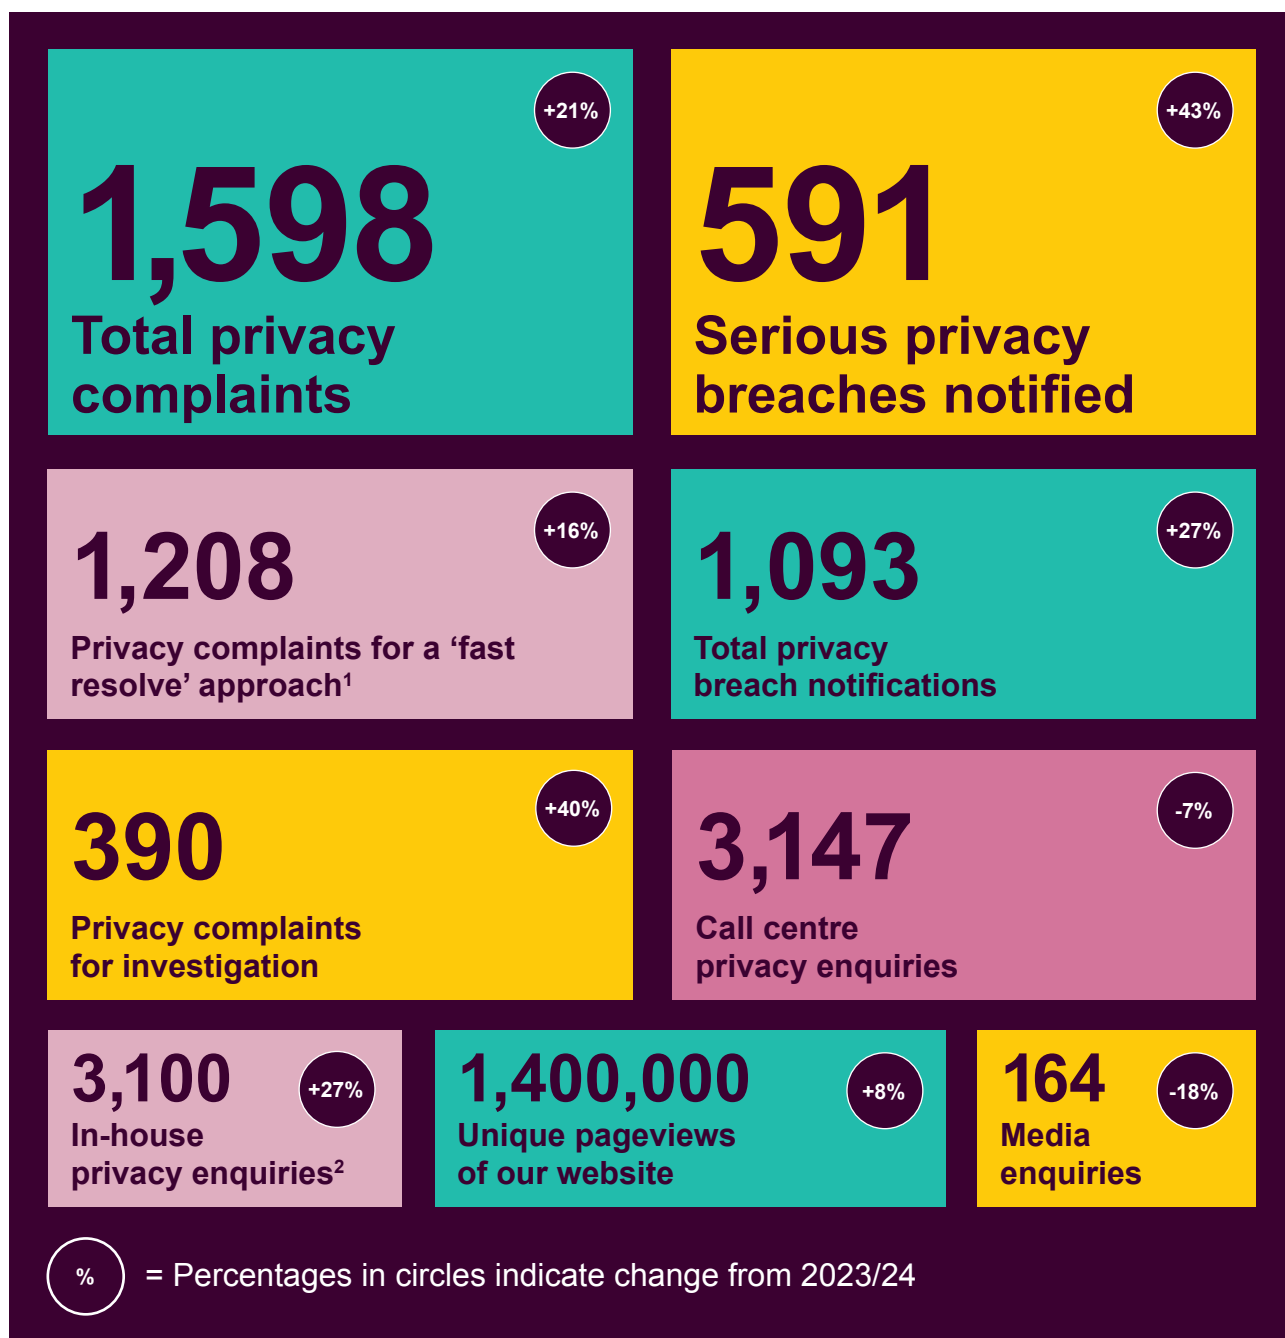 +21%
1,598
Total privacy
complaints
+43%
591
Serious privacy
breaches notified
+16%
1,208
Privacy complaints for a ‘fast
resolve’ approach¹
+27%
1,093
Total privacy
breach notifications
+40%
390
Privacy complaints
for investigation
-7%
3,147
Call centre
privacy enquiries
3,100
+27%
In-house
privacy enquiries²
1,400,000
+8%
Unique pageviews
of our website
164
-18%
Media
enquiries
% = Percentages in circles indicate change from 2023/24